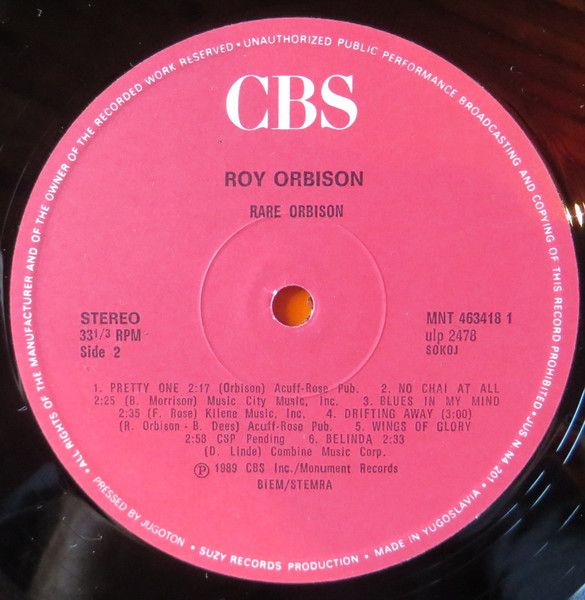 • ALL RIGHTS OF THE MANUFACTURER AND OF THE OWNER OF THE RECORDED WORK RESERVED • UNAUTHORIZED PUBLIC PERFORMANCE BROADCASTING AND COPYING OF THIS RECORD PROHIBITED • JUS N N4 201
CBS
ROY ORBISON
RARE ORBISON
STEREO
33 1/3 RPM
Side 2
MNT 463418 1
ulp 2478
SOKOJ
1. PRETTY ONE 2:17 (Orbison) Acuff-Rose Pub. 2. NO CHAI AT ALL
2:25 (B. Morrison) Music City Music, Inc. 3. BLUES IN MY MIND
2:35 (F. Rose) Kilene Music, Inc. 4. DRIFTING AWAY (3:00)
(R. Orbison - B. Dees) Acuff-Rose Pub. 5. WINGS OF GLORY
2:58 CSP Pending 6. BELINDA 2:33
(D. Linde) Combine Music Corp.
Ⓟ 1989 CBS Inc./Monument Records
BIEM/STEMRA
PRESSED BY JUGOTON • SUZY RECORDS PRODUCTION • MADE IN YUGOSLAVIA •